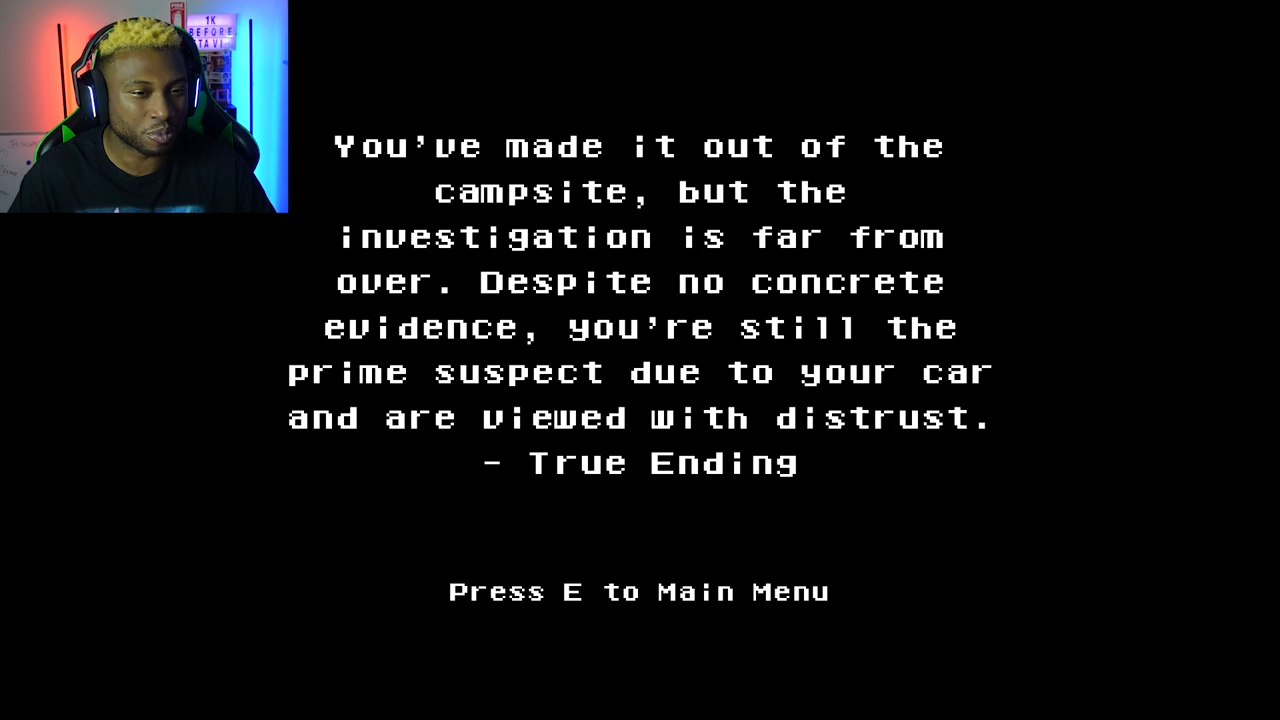 1K
BEFORE
You've made it out of the
campsite, but the
investigation is far from
over. Despite no concrete
evidence, you're still the
prime suspect due to your car
and are viewed with distrust.
- True Ending
Press E to Main Menu